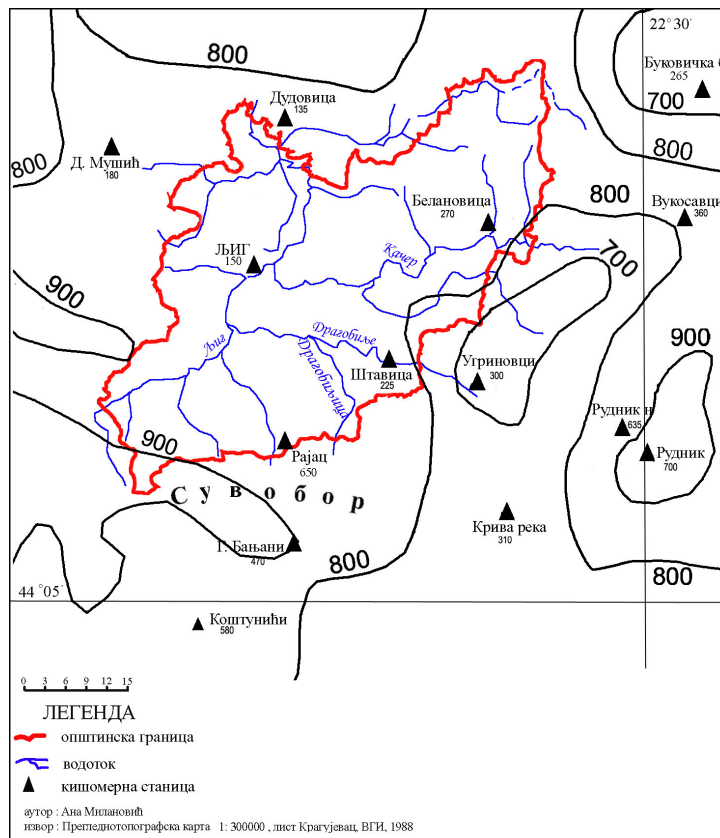 800
22° 30'
Буковичка
265
700
800
Дудовица
135
800
Д. Мушић
180
Белановица
270
800
Вукосавци
360
Качер
700
ЉИГ
150
900
Љиг
Драгобиље
Драгобиљица
Штавица
225
Угриновци
300
900
Рудник н
635
Рудник
700
900
Рајац
650
Сувобор
Крива река
310
Г. Бањани
470
800
800
44 °05'
Коштунићи
580
0 3 6 9 12 15
ЛЕГЕНДА
општинска граница
водоток
кишомерна станица
аутор : Ана Милановић
извор : Прегледнотопографска карта 1: 300000 , лист Крагујевац, ВГИ, 1988